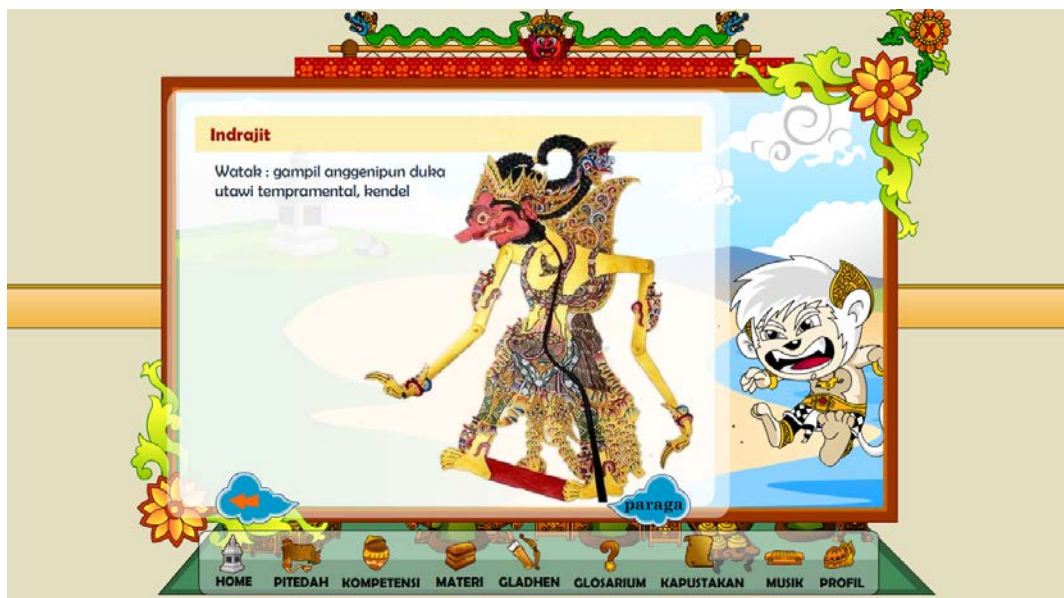 X
Indrajit
Watak : gampil anggenipun duka
utawi tempramental, kendel
paraga
HOME PITEDAH KOMPETENSI MATERI GLADHEN GLOSARIUM KAPUSTAKAN MUSIK PROFIL